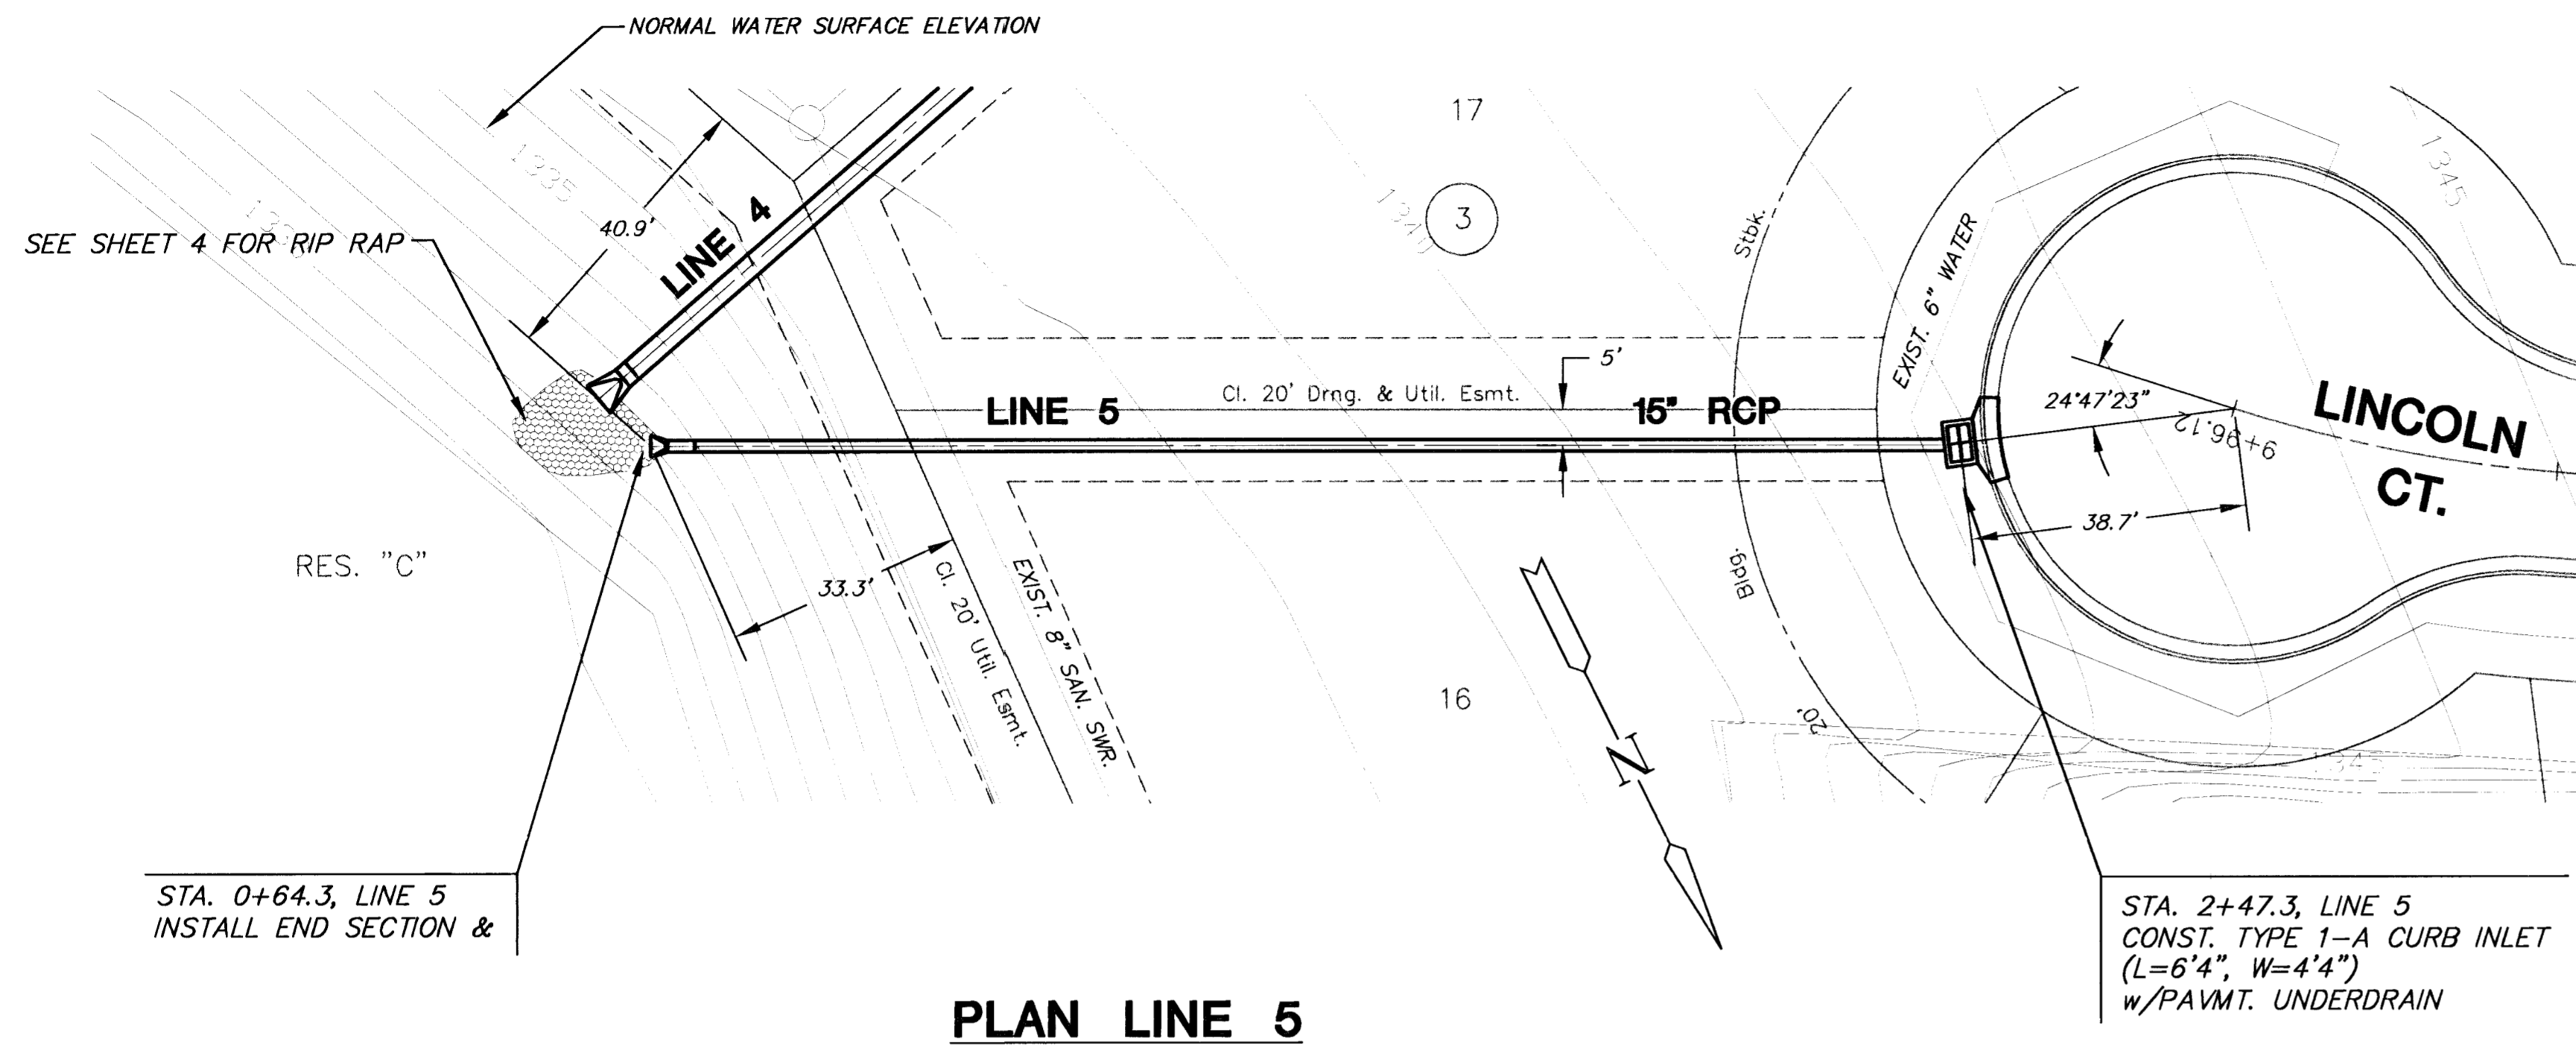 NORMAL WATER SURFACE ELEVATION
17
1335
1345
40.9'
LINE 4
3
1340
Stbk.
SEE SHEET 4 FOR RIP RAP
EXIST. 6" WATER
5'
Cl. 20' Drng. & Util. Esmt.
LINE 5
15" RCP
24°47'23"
9+96.12
LINCOLN
CT.
38.7'
RES. "C"
33.3'
Cl. 20' Util. Esmt.
EXIST. 8" SAN. SWR.
Bldg.
16
20'
N
STA. 0+64.3, LINE 5
INSTALL END SECTION &
STA. 2+47.3, LINE 5
CONST. TYPE 1-A CURB INLET
(L=6'4", W=4'4")
w/PAVMT. UNDERDRAIN
PLAN LINE 5